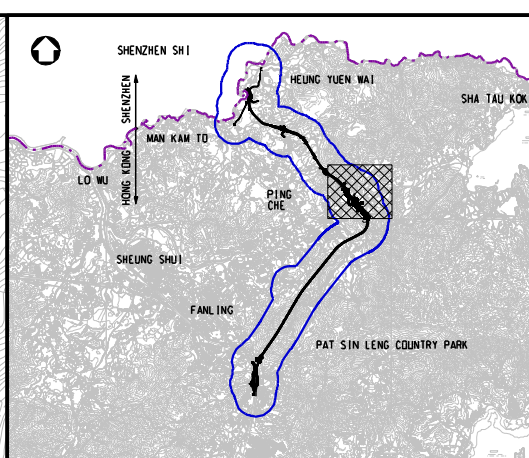 SHENZHEN SHI
HEUNG YUEN WAI
SHENZHEN
SHA TAU KOK
MAN KAM TO
HONG KONG
LO WU
PING
CHE
SHEUNG SHUI
FANLING
PAT SIN LENG COUNTRY PARK